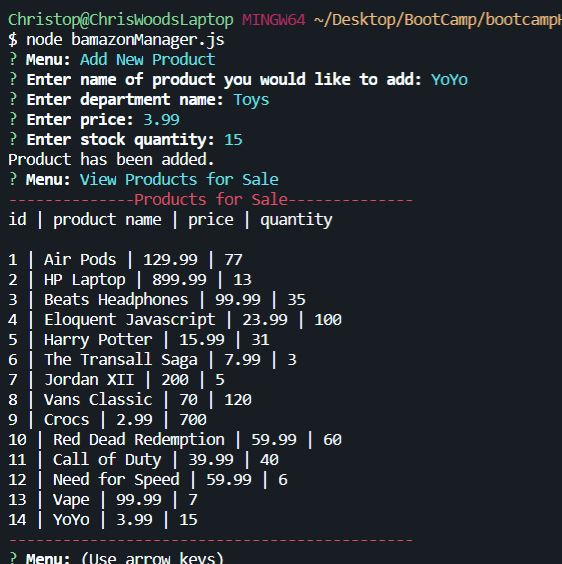 Christop@ChrisWoodsLaptop MINGW64 ~/Desktop/BootCamp/bootcampH
$ node bamazonManager.js
? Menu: Add New Product
? Enter name of product you would like to add: YoYo
? Enter department name: Toys
? Enter price: 3.99
? Enter stock quantity: 15
Product has been added.
? Menu: View Products for Sale
--------------Products for Sale--------------
id | product name | price | quantity
1 | Air Pods | 129.99 | 77
2 | HP Laptop | 899.99 | 13
3 | Beats Headphones | 99.99 | 35
4 | Eloquent Javascript | 23.99 | 100
5 | Harry Potter | 15.99 | 31
6 | The Transall Saga | 7.99 | 3
7 | Jordan XII | 200 | 5
8 | Vans Classic | 70 | 120
9 | Crocs | 2.99 | 700
10 | Red Dead Redemption | 59.99 | 60
11 | Call of Duty | 39.99 | 40
12 | Need for Speed | 59.99 | 6
13 | Vape | 99.99 | 7
14 | YoYo | 3.99 | 15
---------------------------------------------
? Menu: (Use arrow keys)